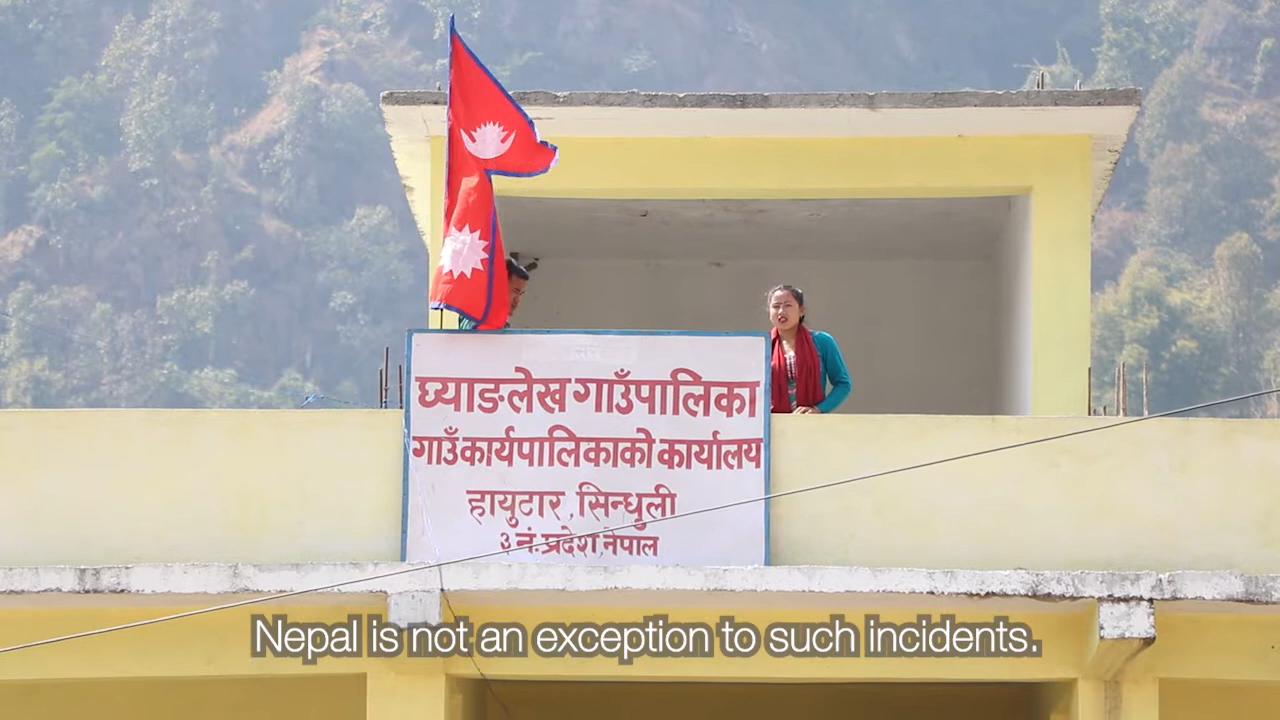 घ्याङलेख गाउँपालिका
गाउँकार्यपालिकाको कार्यालय
हायुटार, सिन्धुली
३ नं. प्रदेश, नेपाल
Nepal is not an exception to such incidents.